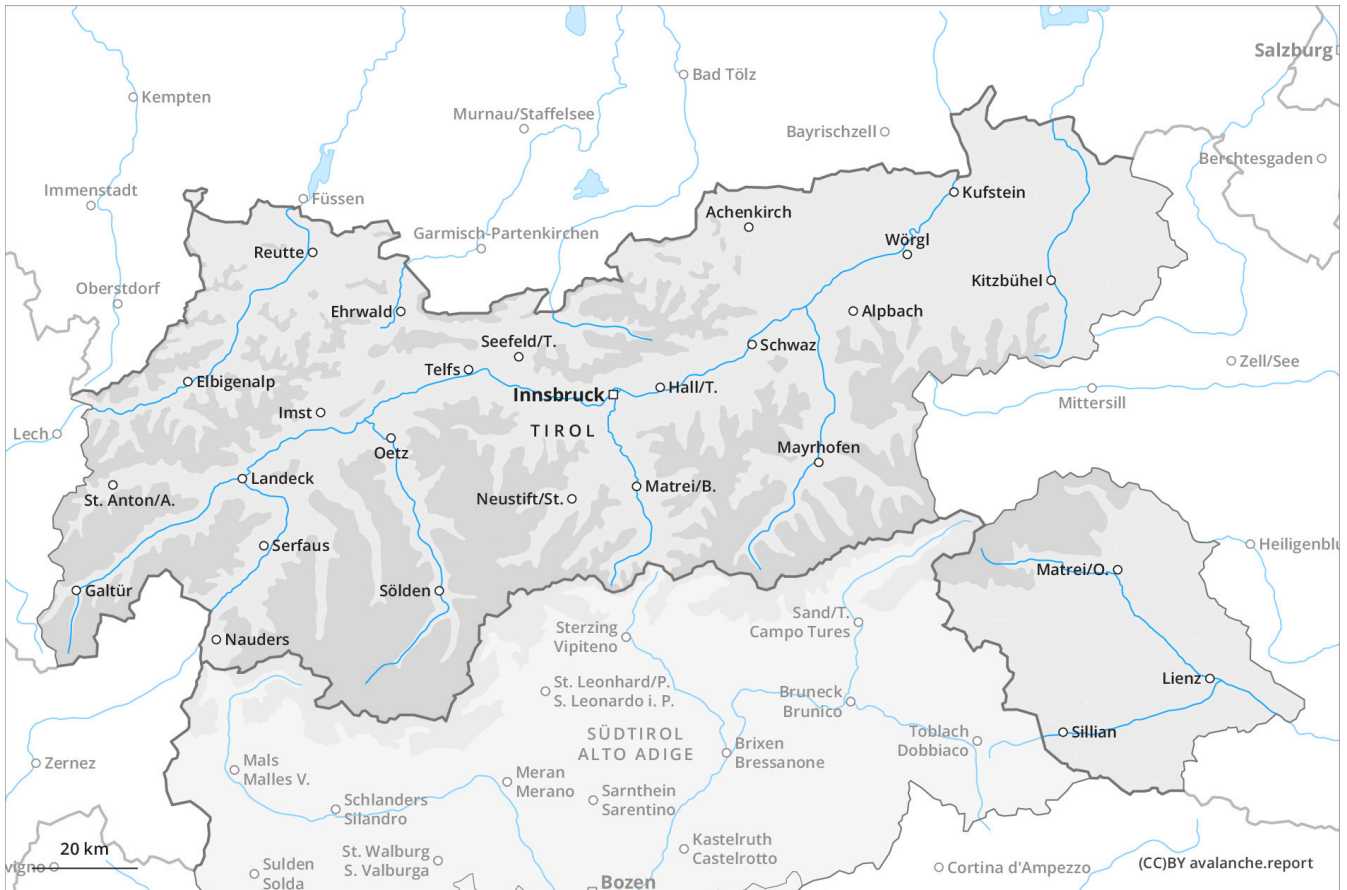 Salzburg
Bad Tölz
Kempten
Murnau/Staffelsee
Bayrischzell
Berchtesgaden
Immenstadt
Füssen
Kufstein
Achenkirch
Garmisch-Partenkirchen
Wörgl
Reutte
Kitzbühel
Oberstdorf
Ehrwald
Alpbach
Seefeld/T.
Schwaz
Zell/See
Telfs
Elbigenalp
Hall/T.
Innsbruck
Mittersill
Imst
TIROL
Lech
Oetz
Mayrhofen
Landeck
St. Anton/A.
Neustift/St.
Matrei/B.
Serfaus
Heiligenblu
Matrei/O.
Galtür
Sölden
Sand/T.
Campo Tures
Nauders
Sterzing
Vipiteno
Lienz
St. Leonhard/P.
S. Leonardo i. P.
Bruneck
Brunico
Sillian
SÜDTIROL
ALTO ADIGE
Toblach
Dobbiaco
Brixen
Bressanone
Zernez
Mals
Malles V.
Meran
Merano
Sarnthein
Sarentino
Schlanders
Silandro
Kastelruth
Castelrotto
20 km
St. Walburg
S. Valburga
vigno
Sulden
Solda
Cortina d'Ampezzo
(CC)BY avalanche.report
Bozen